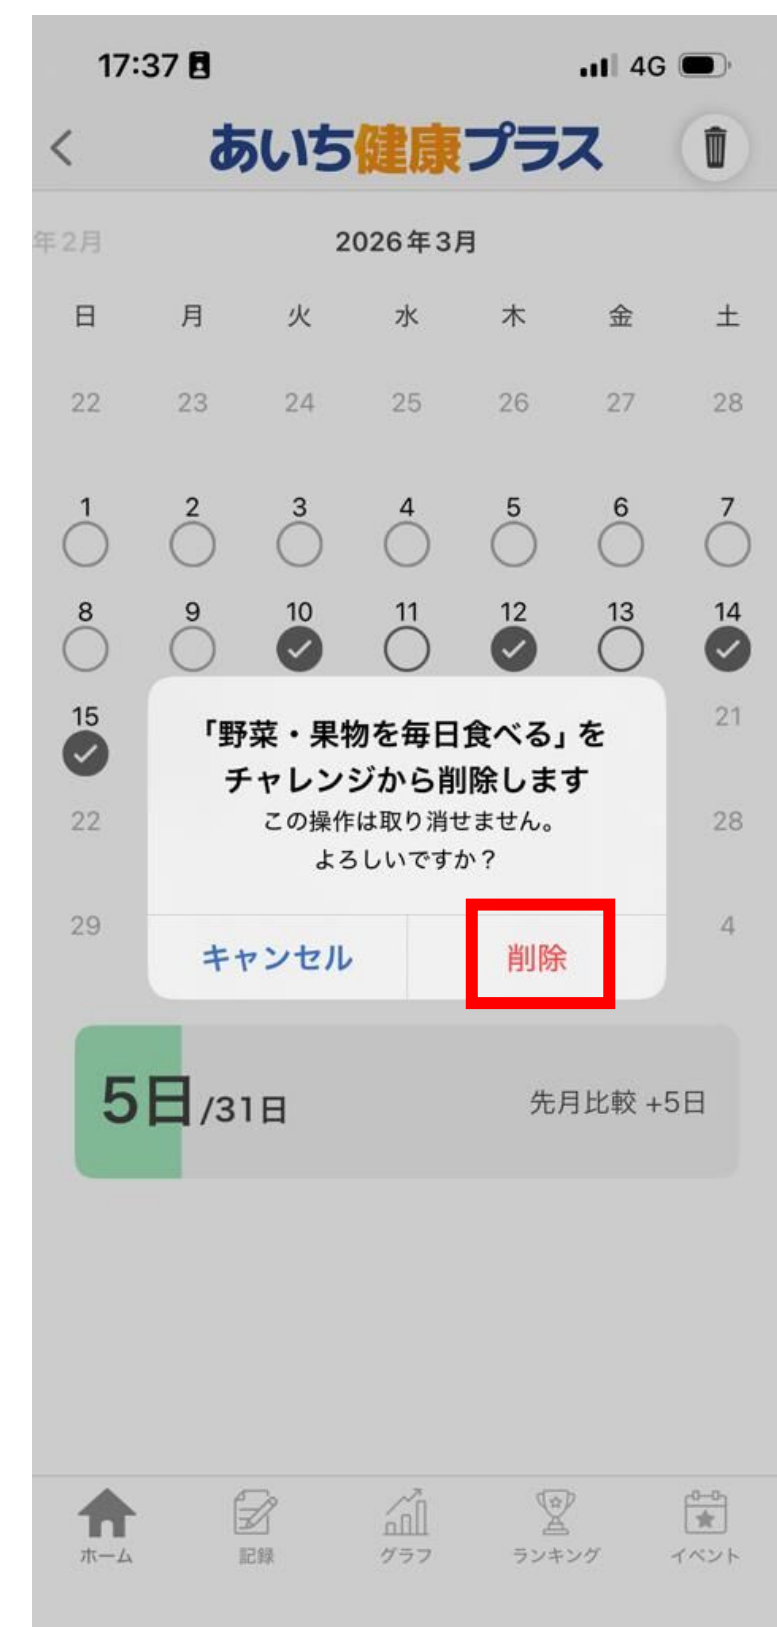 17:37
4G
あいち健康プラス
年2月
2026年3月
日 月 火 水 木 金 土
22 23 24 25 26 27 28
1 2 3 4 5 6 7
8 9 10 11 12 13 14
15
21
「野菜・果物を毎日食べる」を
チャレンジから削除します
22
この操作は取り消せません。
28
よろしいですか？
29
4
キャンセル
削除
5日/31日
先月比較 +5日
ホーム 記録 グラフ ランキング イベント